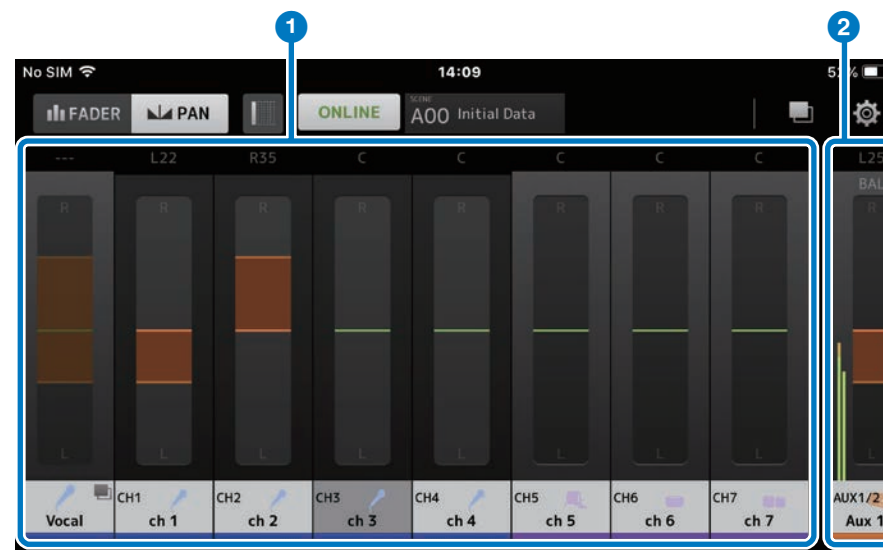 1 2
No SIM 14:09 5 %
FADER PAN ONLINE SCENE A00 Initial Data
--- L22 R35 C C C C C L25
BAL
R R R R R R R R R
L L L L L L L L L
CH1 CH2 CH3 CH4 CH5 CH6 CH7 AUX1/2
Vocal ch 1 ch 2 ch 3 ch 4 ch 5 ch 6 ch 7 Aux 1